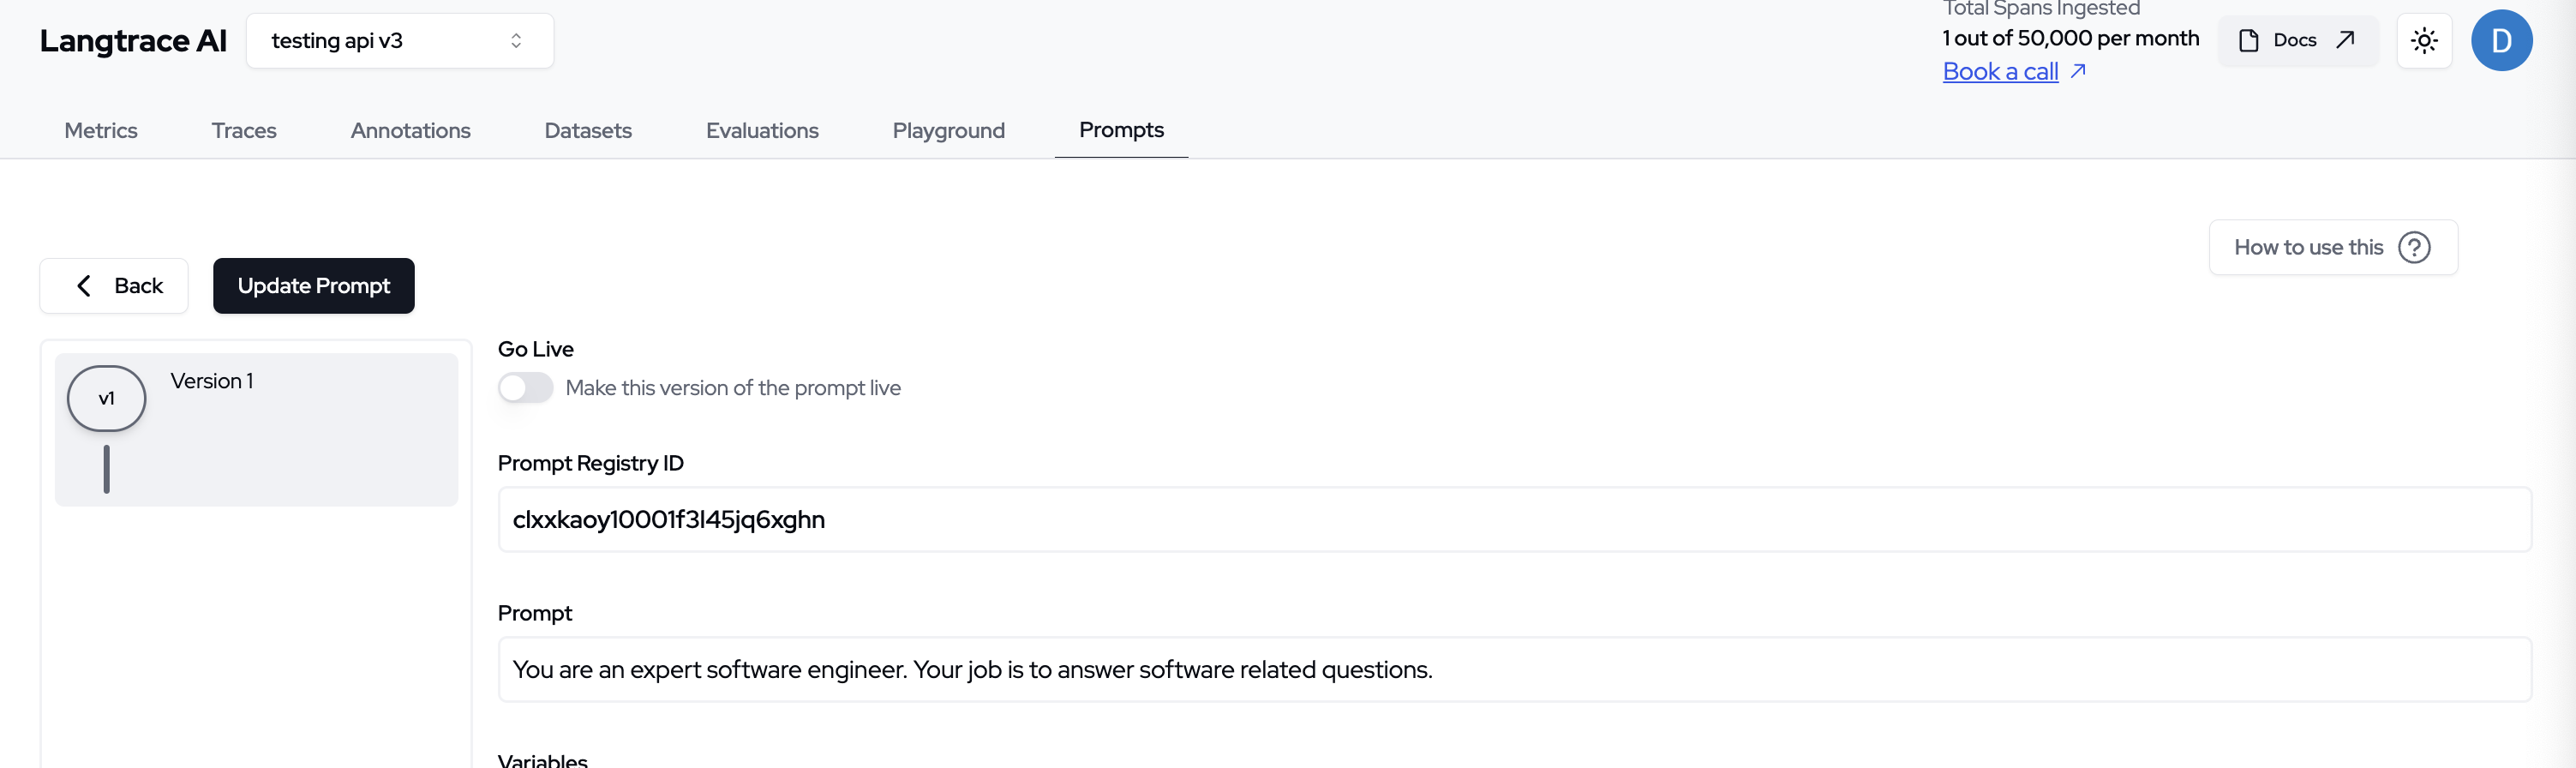 Langtrace AI
testing api v3
Total Spans Ingested
1 out of 50,000 per month
Book a call
Docs
D
Metrics
Traces
Annotations
Datasets
Evaluations
Playground
Prompts
How to use this
Back
Update Prompt
v1
Version 1
Go Live
Make this version of the prompt live
Prompt Registry ID
clxxkaoy10001f3l45jq6xghn
Prompt
You are an expert software engineer. Your job is to answer software related questions.
Variables